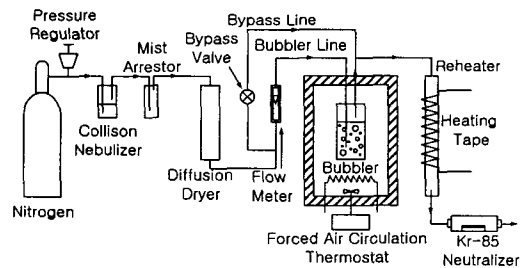 Pressure
Regulator
Mist
Arrestor
Bypass Line
Bypass
Valve
Bubbler Line
Reheater
Collison
Nebulizer
Heating
Tape
Bubbler
Diffusion
Dryer
Flow
Meter
Nitrogen
Forced Air Circulation
Thermostat
Kr-85
Neutralizer